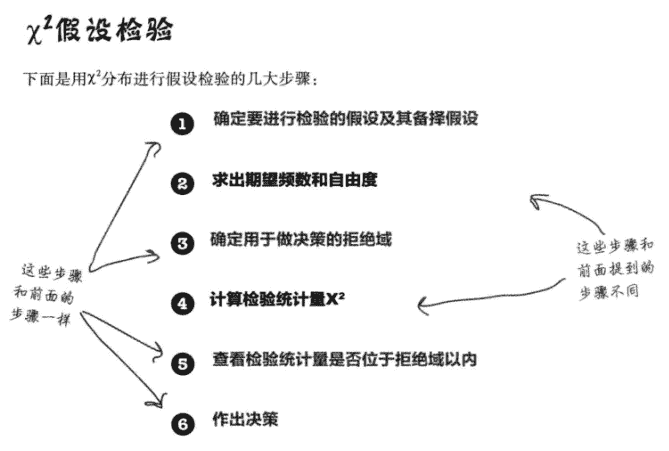 χ²假设检验
下面是用χ²分布进行假设检验的几大步骤：
1 确定要进行检验的假设及其备择假设
2 求出期望频数和自由度
3 确定用于做决策的拒绝域
4 计算检验统计量X²
5 查看检验统计量是否位于拒绝域以内
6 作出决策
这些步骤
和前面的
步骤一样
这些步骤和
前面提到的
步骤不同